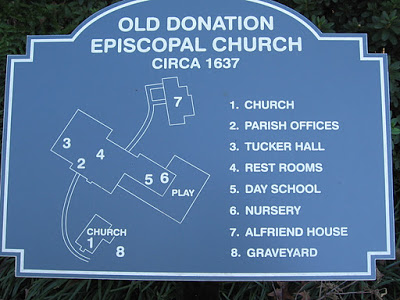 OLD DONATION
EPISCOPAL CHURCH
CIRCA 1637
7
3
4
2
5
6
PLAY
CHURCH
1
8
1. CHURCH
2. PARISH OFFICES
3. TUCKER HALL
4. REST ROOMS
5. DAY SCHOOL
6. NURSERY
7. ALFRIEND HOUSE
8. GRAVEYARD